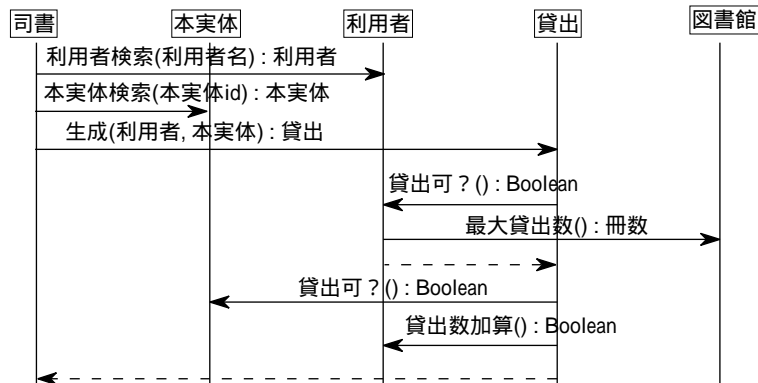 司書
本実体
利用者
貸出
図書館
利用者検索(利用者名) : 利用者
本実体検索(本実体id) : 本実体
生成(利用者, 本実体) : 貸出
貸出可？() : Boolean
最大貸出数() : 冊数
貸出可？() : Boolean
貸出数加算() : Boolean